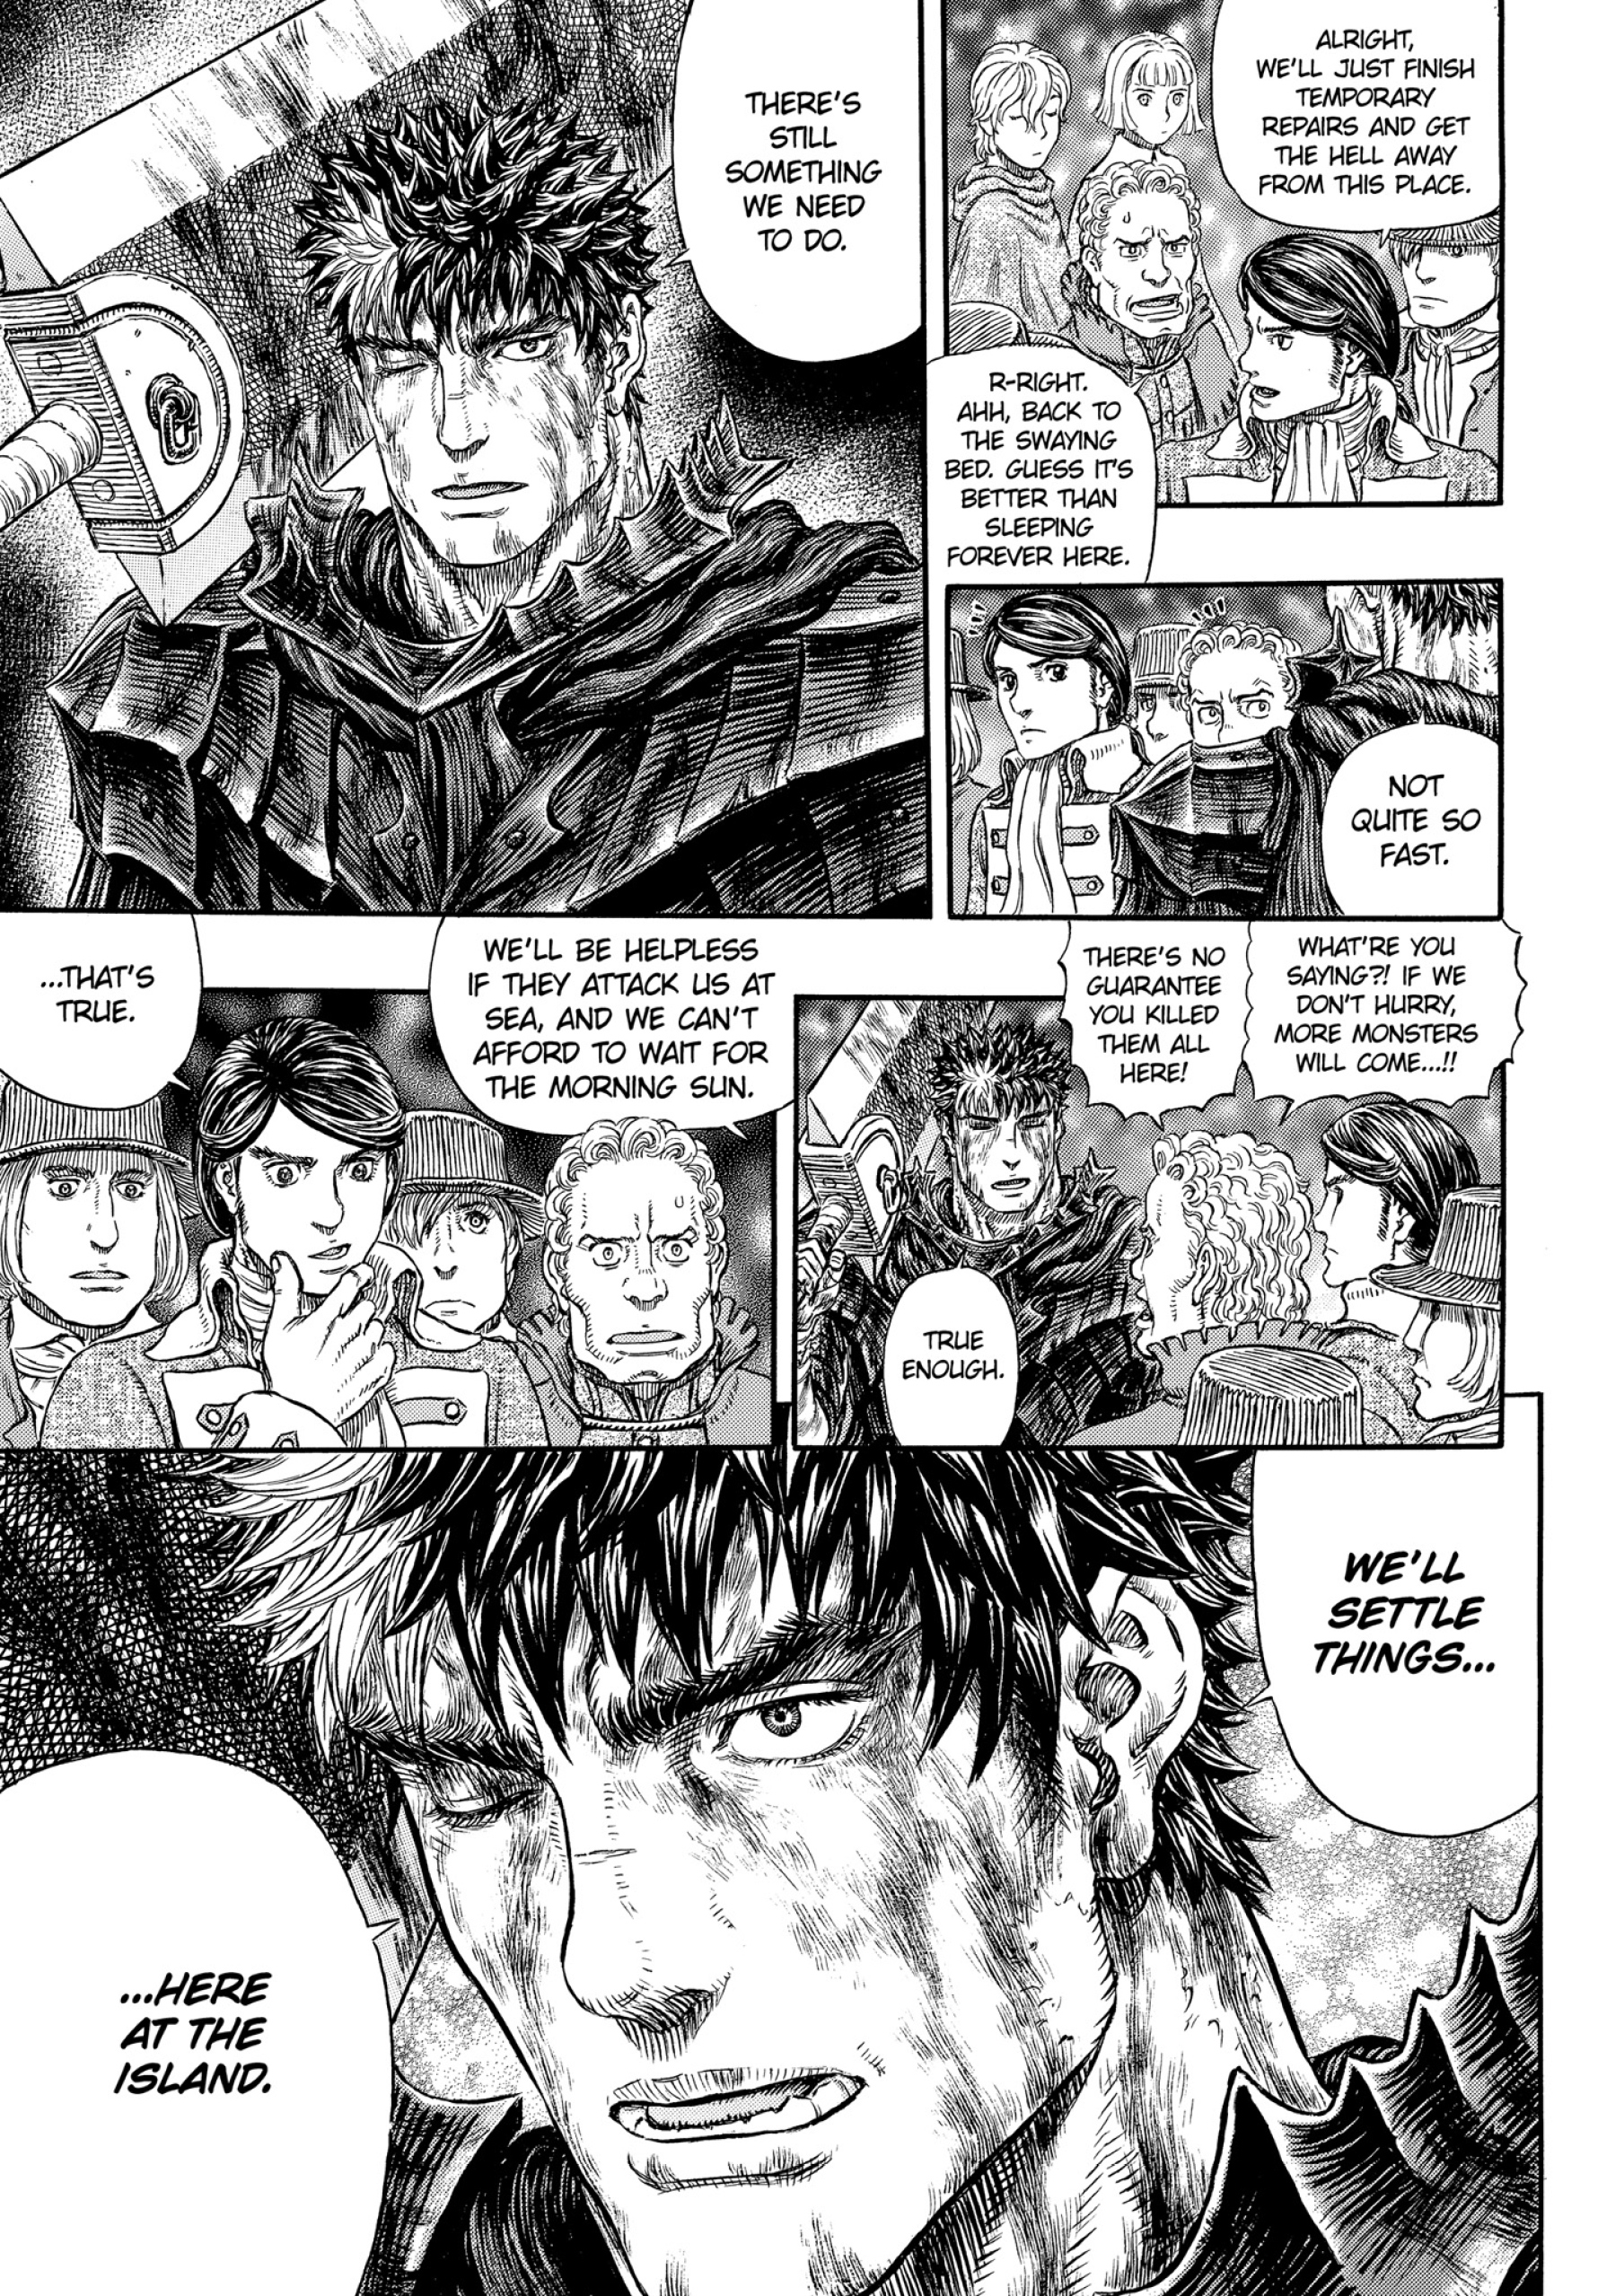 ALRIGHT,
WE'LL JUST FINISH
TEMPORARY
REPAIRS AND GET
THE HELL AWAY
FROM THIS PLACE.
R-RIGHT.
AHH, BACK TO
THE SWAYING
BED. GUESS IT'S
BETTER THAN
SLEEPING
FOREVER HERE.
NOT
QUITE SO
FAST.
THERE'S
STILL
SOMETHING
WE NEED
TO DO.
WHAT'RE YOU
SAYING?! IF WE
DON'T HURRY,
MORE MONSTERS
WILL COME...!!
THERE'S NO
GUARANTEE
YOU KILLED
THEM ALL
HERE!
TRUE
ENOUGH.
WE'LL BE HELPLESS
IF THEY ATTACK US AT
SEA, AND WE CAN'T
AFFORD TO WAIT FOR
THE MORNING SUN.
...THAT'S
TRUE.
WE'LL
SETTLE
THINGS...
...HERE
AT THE
ISLAND.